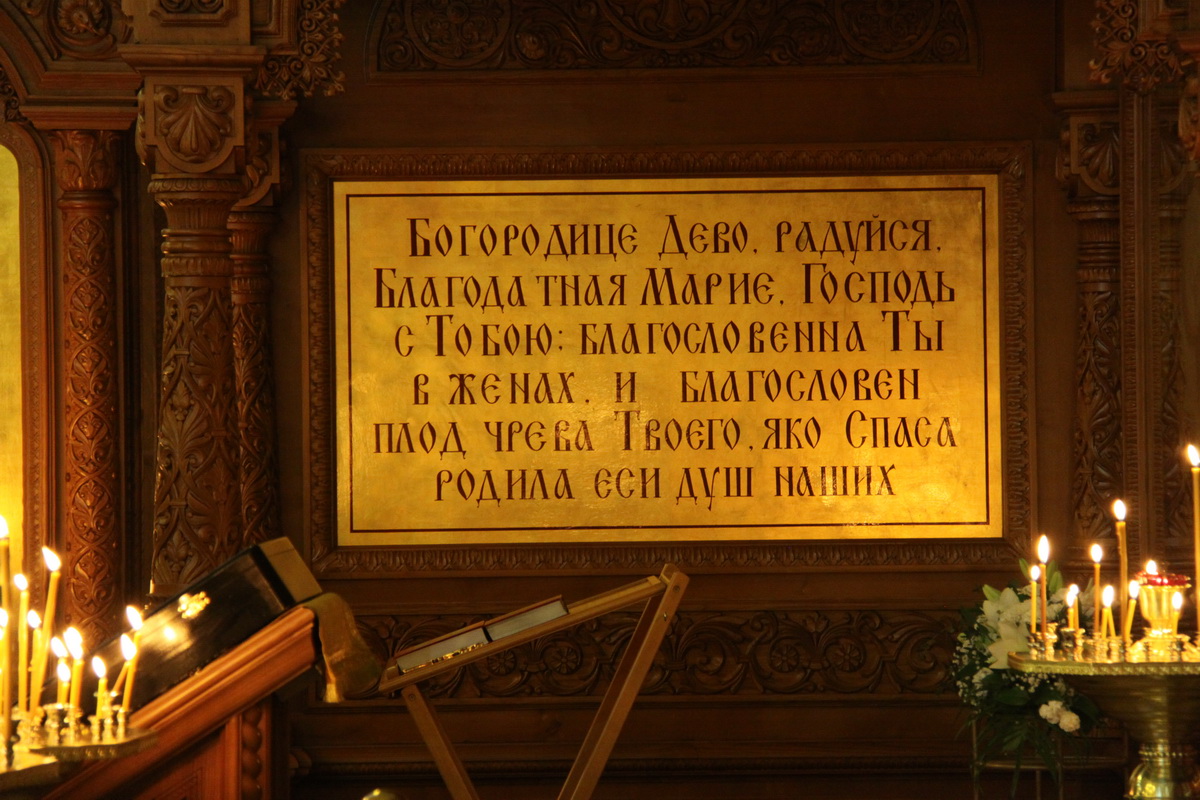 Богородице Дево, радуйся,
Благодатная Марие, Господь
с Тобою: благословенна Ты
в женах, и благословен
плод чрева Твоего, яко Спаса
родила еси душ наших